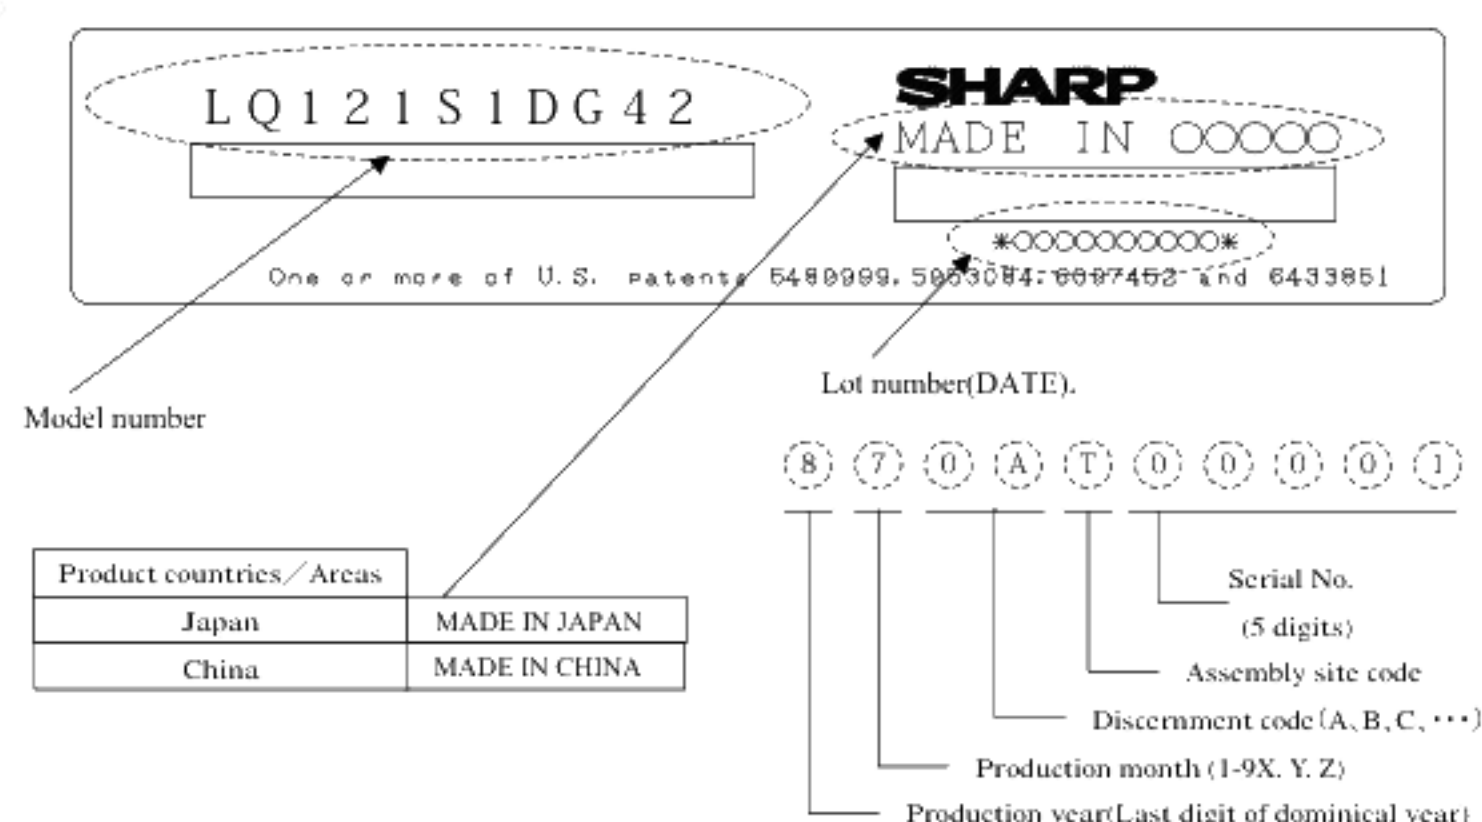 SHARP
LQ121S1DG42
MADE IN ○○○○○
*○○○○○○○○○○*
One or more of U.S. patents 5480999, 5053084, 6097452 and 6433851
Lot number(DATE).
Model number
8 7 0 A T 0 0 0 0 1
Product countries/Areas
Japan MADE IN JAPAN
China MADE IN CHINA
Serial No.
(5 digits)
Assembly site code
Discernment code(A、B、C、･･･)
Production month (1-9X. Y. Z)
Production year(Last digit of dominical year)